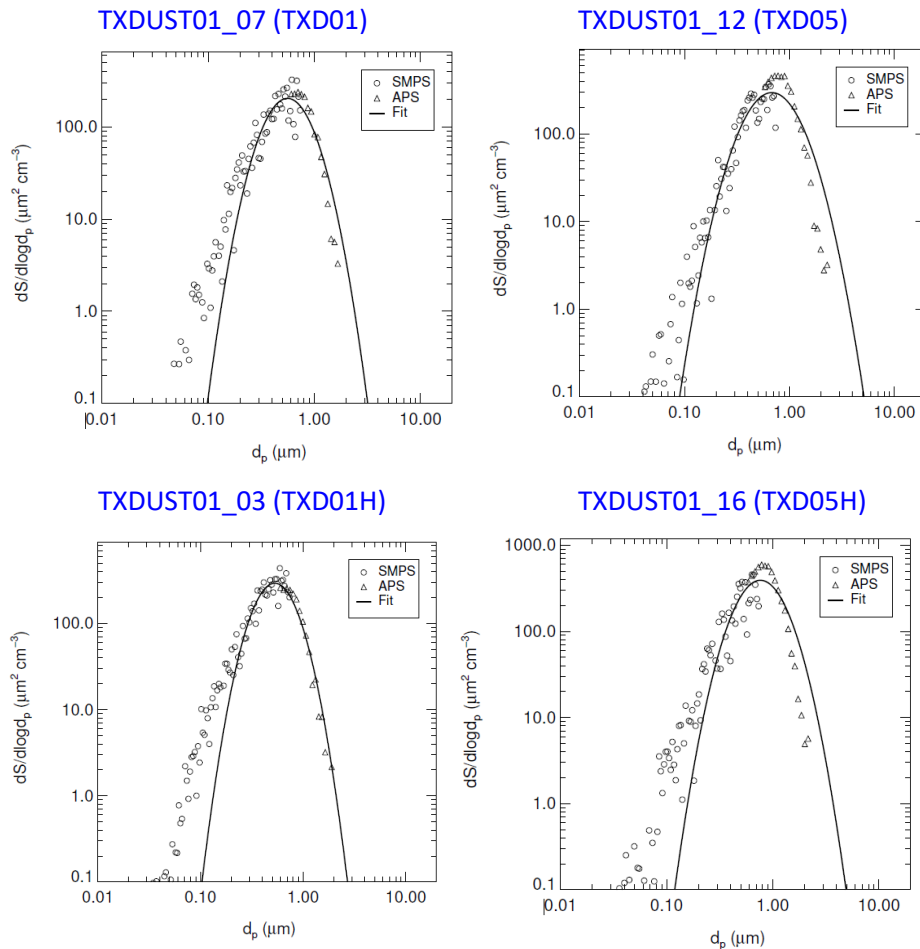 TXDUST01_07 (TXD01)
dS/dlogdp (μm² cm⁻³)
100.0
10.0
1.0
0.1
SMPS
APS
Fit
0.01 0.10 1.00 10.00
dp (μm)
TXDUST01_12 (TXD05)
dS/dlogdp (μm² cm⁻³)
100.0
10.0
1.0
0.1
SMPS
APS
Fit
0.01 0.10 1.00 10.00
dp (μm)
TXDUST01_03 (TXD01H)
dS/dlogdp (μm² cm⁻³)
100.0
10.0
1.0
0.1
SMPS
APS
Fit
0.01 0.10 1.00 10.00
dp (μm)
TXDUST01_16 (TXD05H)
dS/dlogdp (μm² cm⁻³)
1000.0
100.0
10.0
1.0
0.1
SMPS
APS
Fit
0.01 0.10 1.00 10.00
dp (μm)